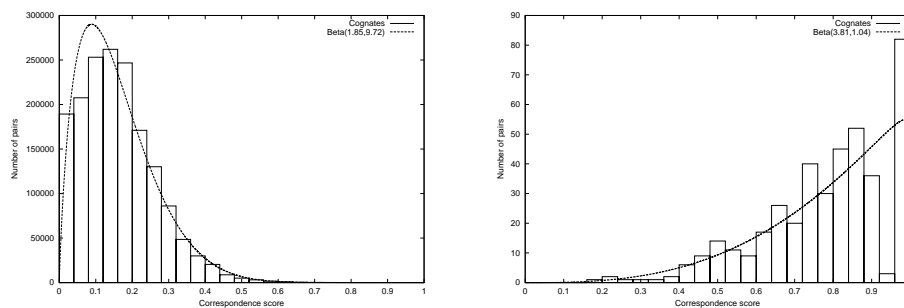 Cognates
Beta(1.85,9.72)
300000
250000
200000
150000
100000
50000
0
Number of pairs
0 0.1 0.2 0.3 0.4 0.5 0.6 0.7 0.8 0.9 1
Correspondence score
Cognates
Beta(3.81,1.04)
90
80
70
60
50
40
30
20
10
0
Number of pairs
0 0.1 0.2 0.3 0.4 0.5 0.6 0.7 0.8 0.9
Correspondence score